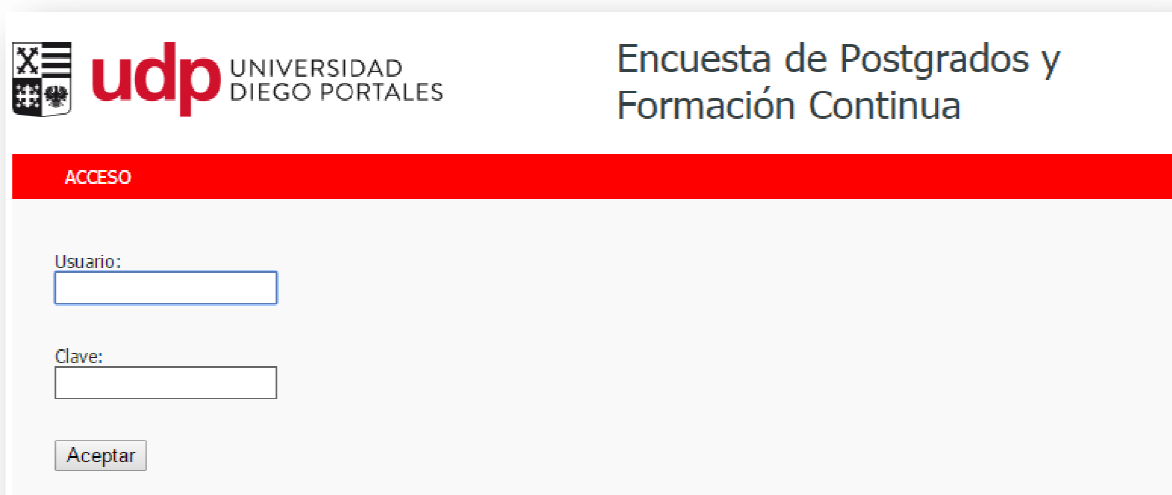 udp UNIVERSIDAD
DIEGO PORTALES
Encuesta de Postgrados y
Formación Continua
ACCESO
Usuario:
Clave:
Aceptar